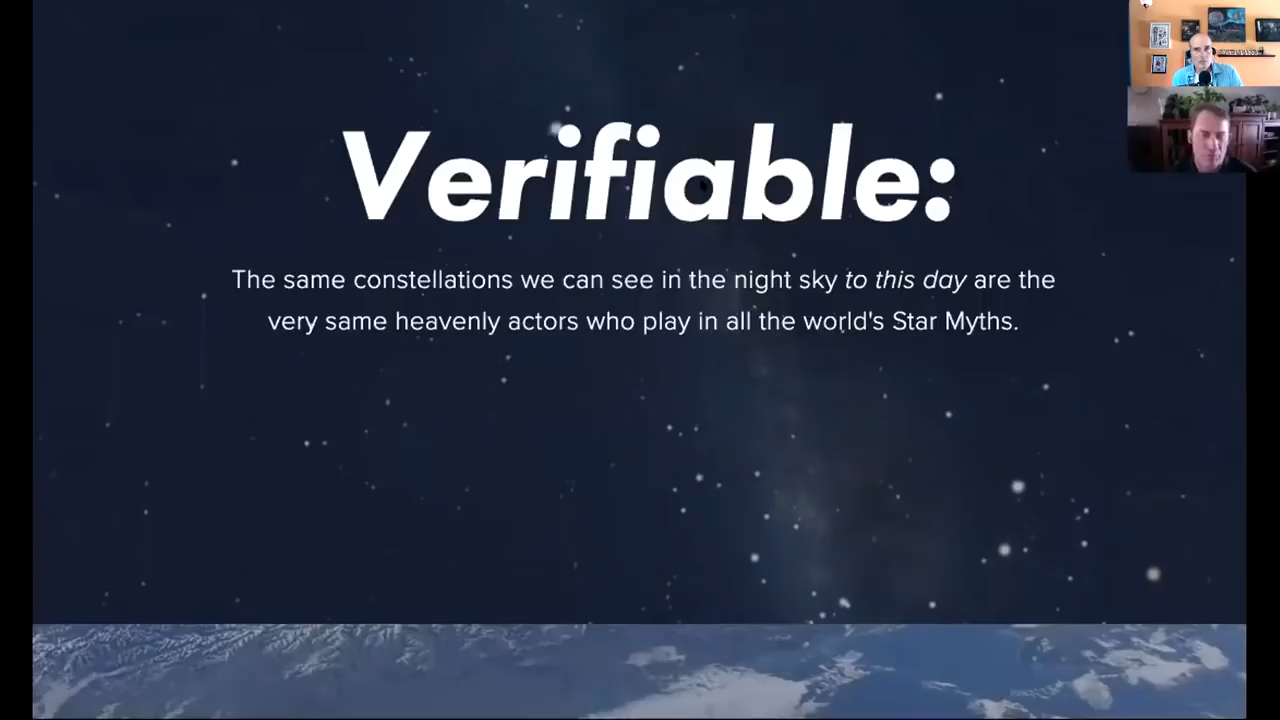 Verifiable:
The same constellations we can see in the night sky to this day are the
very same heavenly actors who play in all the world's Star Myths.